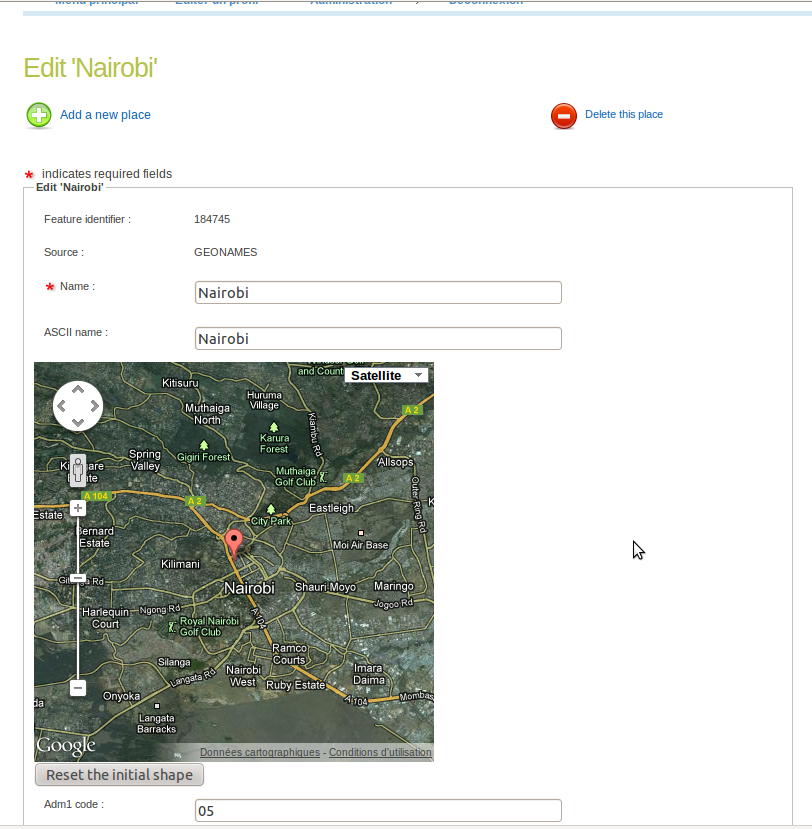 Menu principal Editer un profil Administration Déconnexion
Edit 'Nairobi'
Add a new place
Delete this place
* indicates required fields
Edit 'Nairobi'
Feature identifier : 184745
Source : GEONAMES
* Name : Nairobi
ASCII name : Nairobi
and Count
Satellite
Kitisuru
Huruma
Village
Muthaiga
North
A 2
Kiambu Rd
Karura
Forest
Spring
Valley
Gigiri Forest
Allsops
Muthaiga
Golf Club
A 2
Outer Ring Rd
A 104
A 2
Estate
Eastleigh
City Park
Bernard
Estate
Moi Air Base
Kilimani
Nairobi
Shauri Moyo
Maringo
Jogoo Rd
Harlequin
Court
Ngong Rd
A 104
Royal Nairobi
Golf Club
Ramco
Courts
Silanga
Langata Rd
Nairobi
West
Ruby Estate
Imara
Daima
Onyoka
A 104
Mombas
Langata
Barracks
Google
Données cartographiques - Conditions d'utilisation
Reset the initial shape
Adm1 code : 05